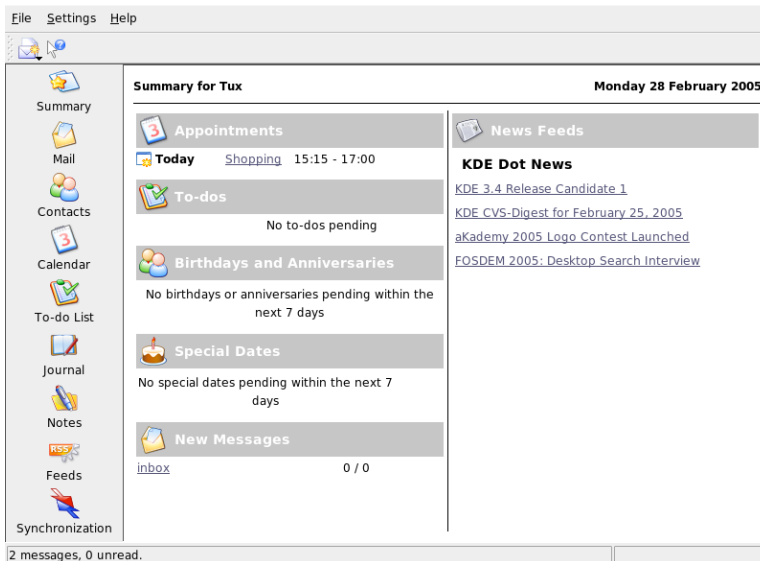 File Settings Help
Summary
Mail
Contacts
Calendar
To-do List
Journal
Notes
Feeds
Synchronization
Summary for Tux Monday 28 February 2005
Appointments
Today Shopping 15:15 - 17:00
To-dos
No to-dos pending
Birthdays and Anniversaries
No birthdays or anniversaries pending within the
next 7 days
Special Dates
No special dates pending within the next 7
days
New Messages
inbox 0 / 0
News Feeds
KDE Dot News
KDE 3.4 Release Candidate 1
KDE CVS-Digest for February 25, 2005
aKademy 2005 Logo Contest Launched
FOSDEM 2005: Desktop Search Interview
2 messages, 0 unread.